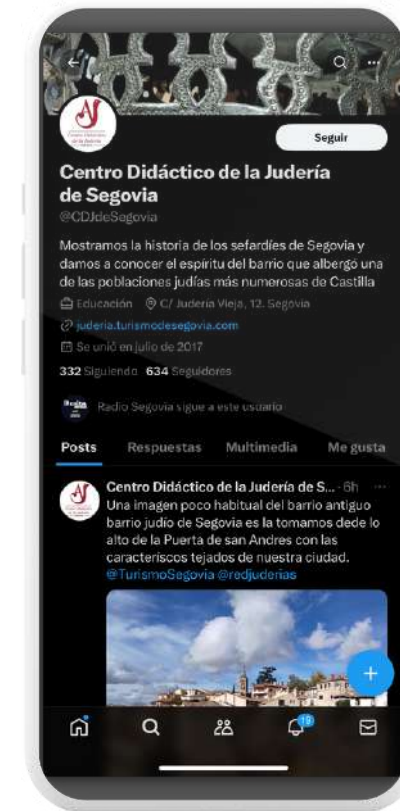 Seguir
Centro Didáctico de la Judería
de Segovia
@CDJdeSegovia
Mostramos la historia de los sefardíes de Segovia y
damos a conocer el espíritu del barrio que albergó una
de las poblaciones judías más numerosas de Castilla
Educación C/ Judería Vieja, 12. Segovia
juderia.turismodesegovia.com
Se unió en julio de 2017
332 Siguiendo 634 Seguidores
Radio Segovia sigue a este usuario
Posts Respuestas Multimedia Me gusta
Centro Didáctico de la Judería de S... · 6h
Una imagen poco habitual del barrio antiguo
barrio judío de Segovia es la tomamos dede lo
alto de la Puerta de san Andres con las
caracteríscos tejados de nuestra ciudad.
@TurismoSegovia @redjuderias
19